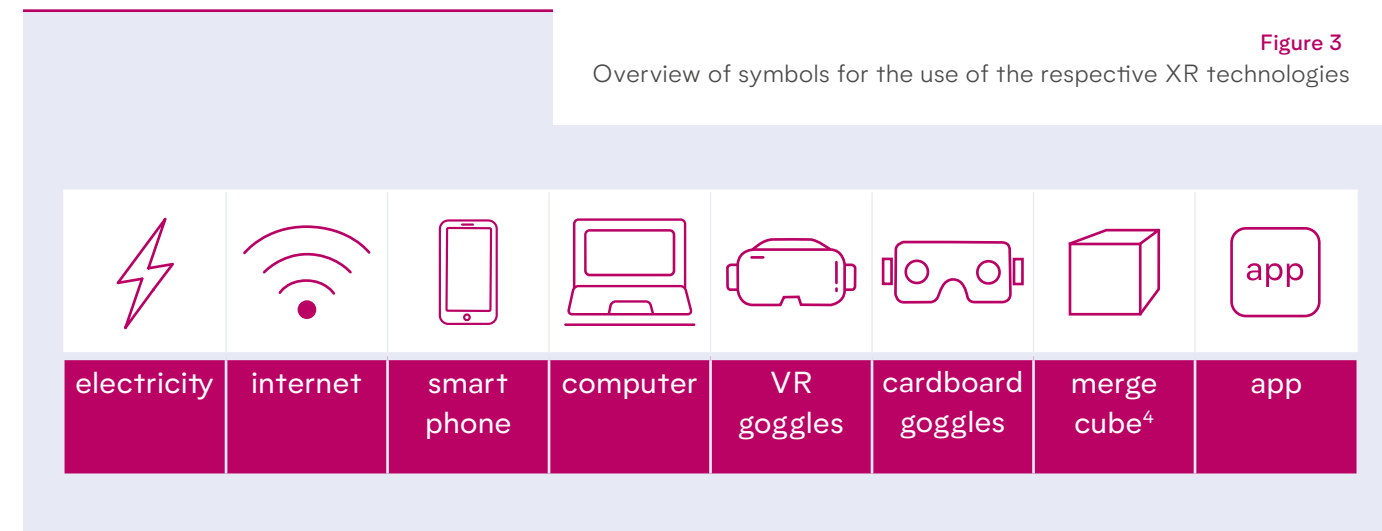 Figure 3
Overview of symbols for the use of the respective XR technologies
app
electricity
internet
smart
phone
computer
VR
goggles
cardboard
goggles
merge
cube⁴
app